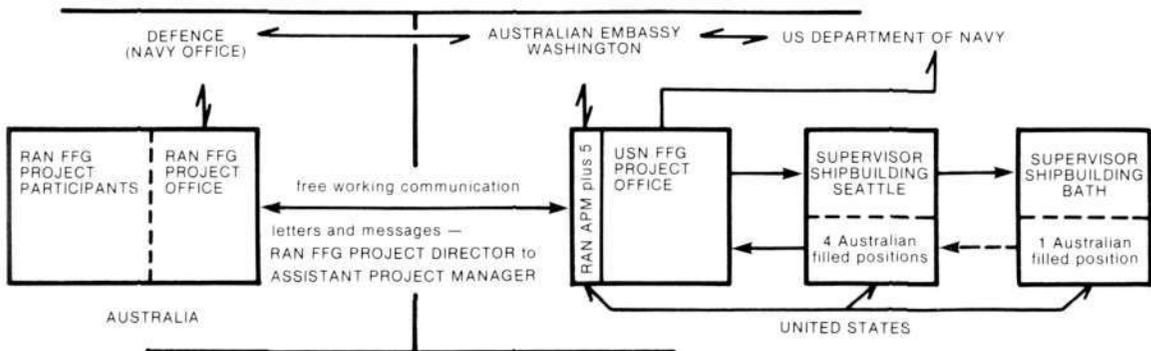 DEFENCE
(NAVY OFFICE)
AUSTRALIAN EMBASSY
WASHINGTON
US DEPARTMENT OF NAVY
RAN FFG
PROJECT
PARTICIPANTS
RAN FFG
PROJECT
OFFICE
free working communication
letters and messages —
RAN FFG PROJECT DIRECTOR to
ASSISTANT PROJECT MANAGER
RAN APM plus 5
USN FFG
PROJECT
OFFICE
SUPERVISOR
SHIPBUILDING
SEATTLE
4 Australian
filled positions
SUPERVISOR
SHIPBUILDING
BATH
1 Australian
filled position
AUSTRALIA
UNITED STATES